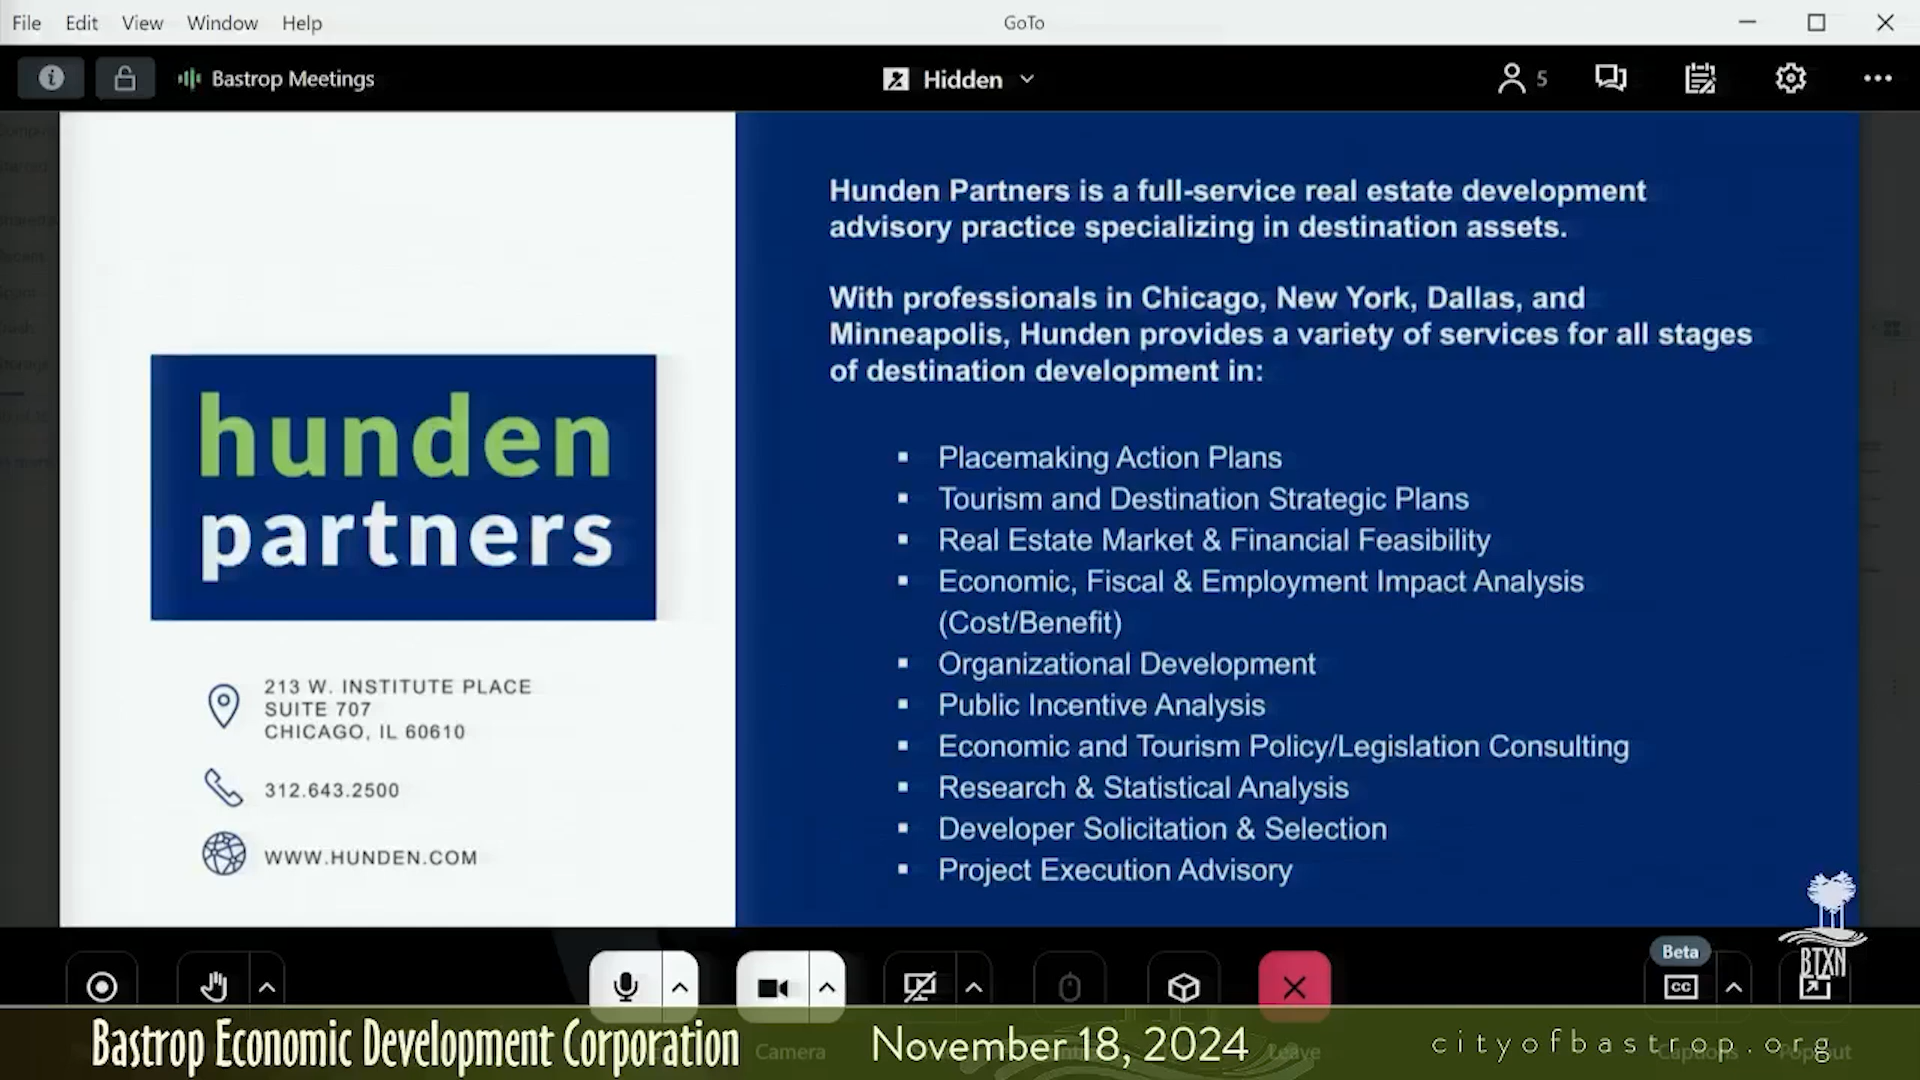 File Edit View Window Help
GoTo
Bastrop Meetings
Hidden
5
hunden
partners
213 W. INSTITUTE PLACE
SUITE 707
CHICAGO, IL 60610
312.643.2500
WWW.HUNDEN.COM
Hunden Partners is a full-service real estate development
advisory practice specializing in destination assets.
With professionals in Chicago, New York, Dallas, and
Minneapolis, Hunden provides a variety of services for all stages
of destination development in:
▪ Placemaking Action Plans
▪ Tourism and Destination Strategic Plans
▪ Real Estate Market & Financial Feasibility
▪ Economic, Fiscal & Employment Impact Analysis
(Cost/Benefit)
▪ Organizational Development
▪ Public Incentive Analysis
▪ Economic and Tourism Policy/Legislation Consulting
▪ Research & Statistical Analysis
▪ Developer Solicitation & Selection
▪ Project Execution Advisory
Beta
CC
BTXN
Bastrop Economic Development Corporation
Camera
November 18, 2024
Leave
cityofbastrop.org